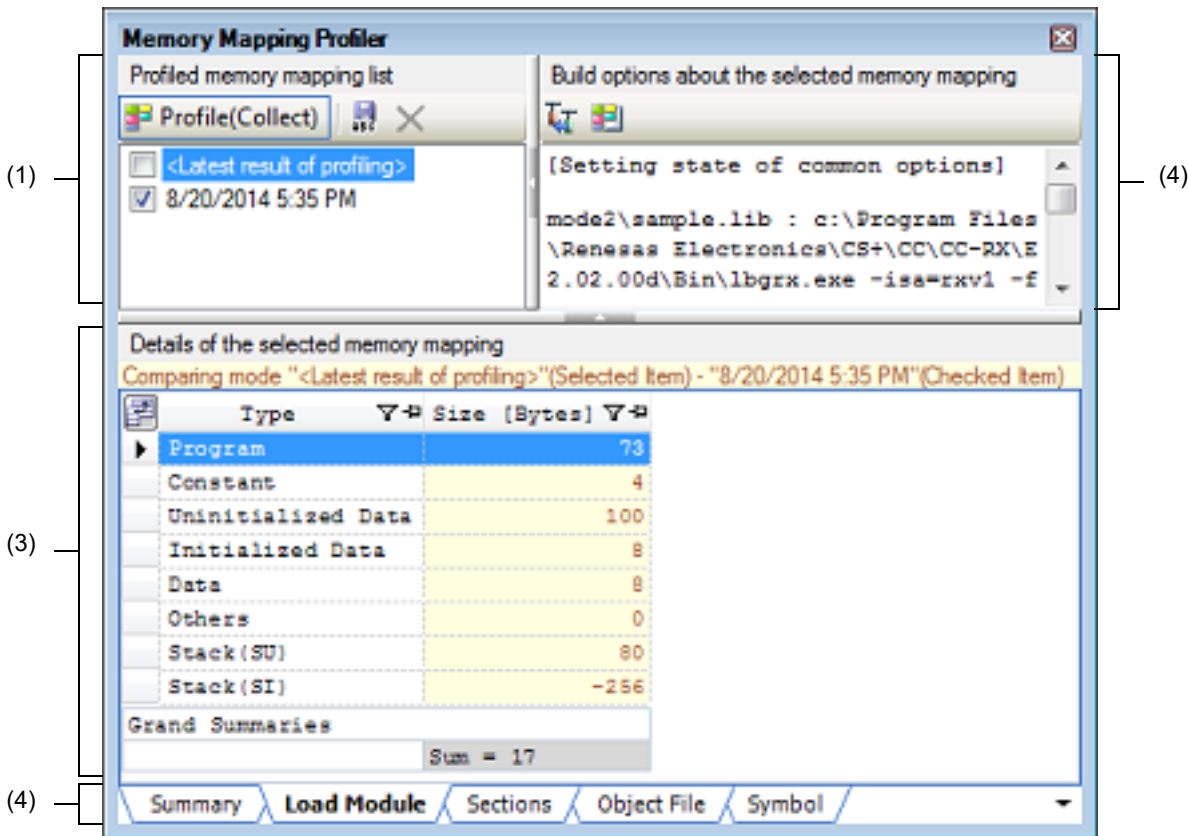 Memory Mapping Profiler
(1)
Profiled memory mapping list
Profile(Collect)
<Latest result of profiling>
8/20/2014 5:35 PM
Build options about the selected memory mapping
(4)
[Setting state of common options]
mode2\sample.lib : c:\Program Files
\Renesas Electronics\CS+\CC\CC-RX\E
2.02.00d\Bin\lbgrx.exe -isa=rxv1 -f
(3)
Details of the selected memory mapping
Comparing mode "<Latest result of profiling>"(Selected Item) - "8/20/2014 5:35 PM"(Checked Item)
Type Size [Bytes]
Program 73
Constant 4
Uninitialized Data 100
Initialized Data 8
Data 8
Others 0
Stack(SU) 80
Stack(SI) -256
Grand Summaries
Sum = 17
(4)
Summary Load Module Sections Object File Symbol